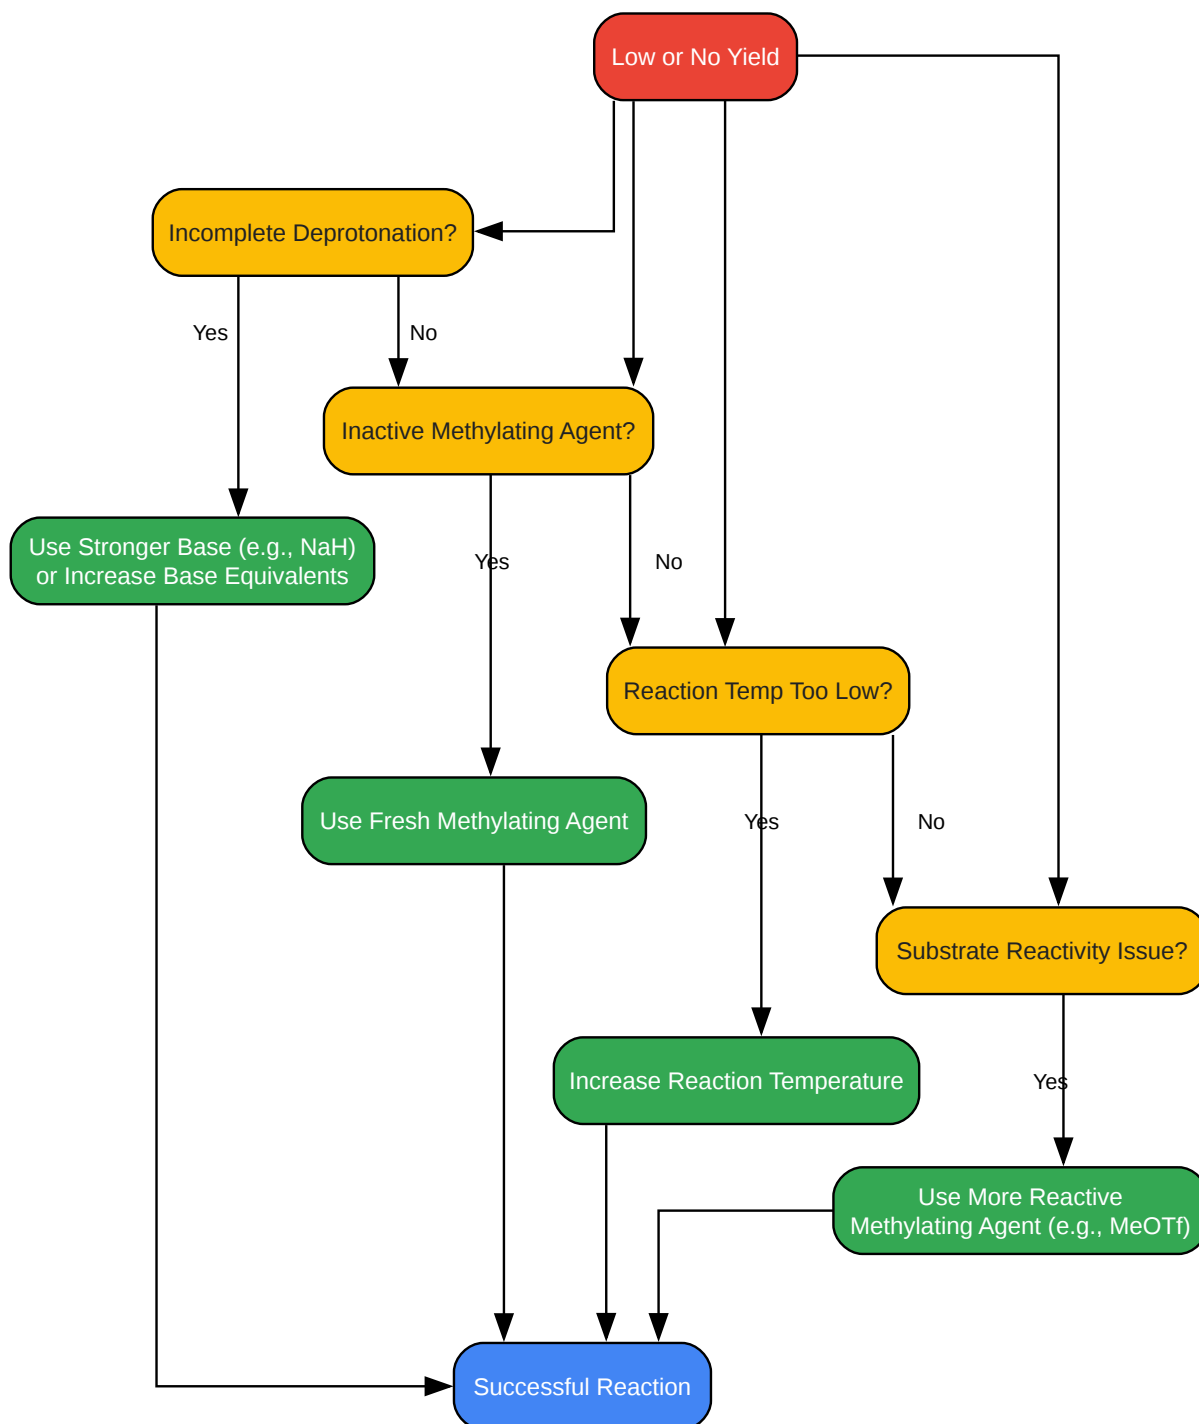 Low or No Yield
Incomplete Deprotonation?
Yes
No
Inactive Methylating Agent?
Use Stronger Base (e.g., NaH)
or Increase Base Equivalents
Yes
No
Reaction Temp Too Low?
Use Fresh Methylating Agent
Yes
No
Substrate Reactivity Issue?
Increase Reaction Temperature
Yes
Use More Reactive
Methylating Agent (e.g., MeOTf)
Successful Reaction